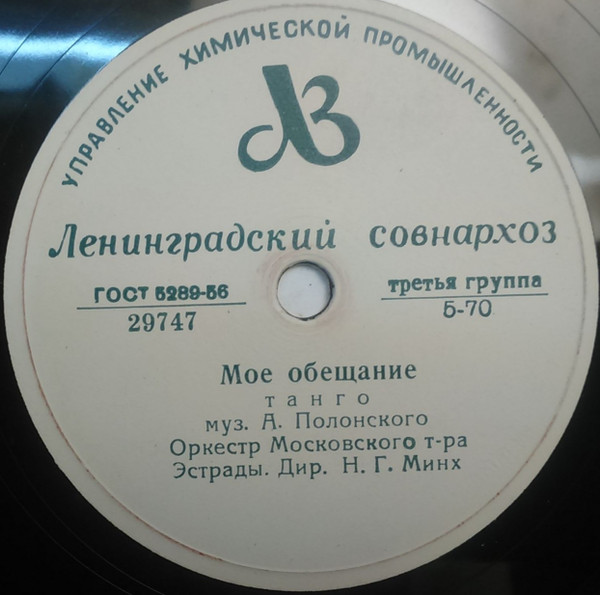 УПРАВЛЕНИЕ ХИМИЧЕСКОЙ ПРОМЫШЛЕННОСТИ
ЛЗ
Ленинградский совнархоз
ГОСТ 5289-56
29747
третья группа
5-70
Мое обещание
танго
муз. А. Полонского
Оркестр Московского т-ра
Эстрады. Дир. Н. Г. Минх